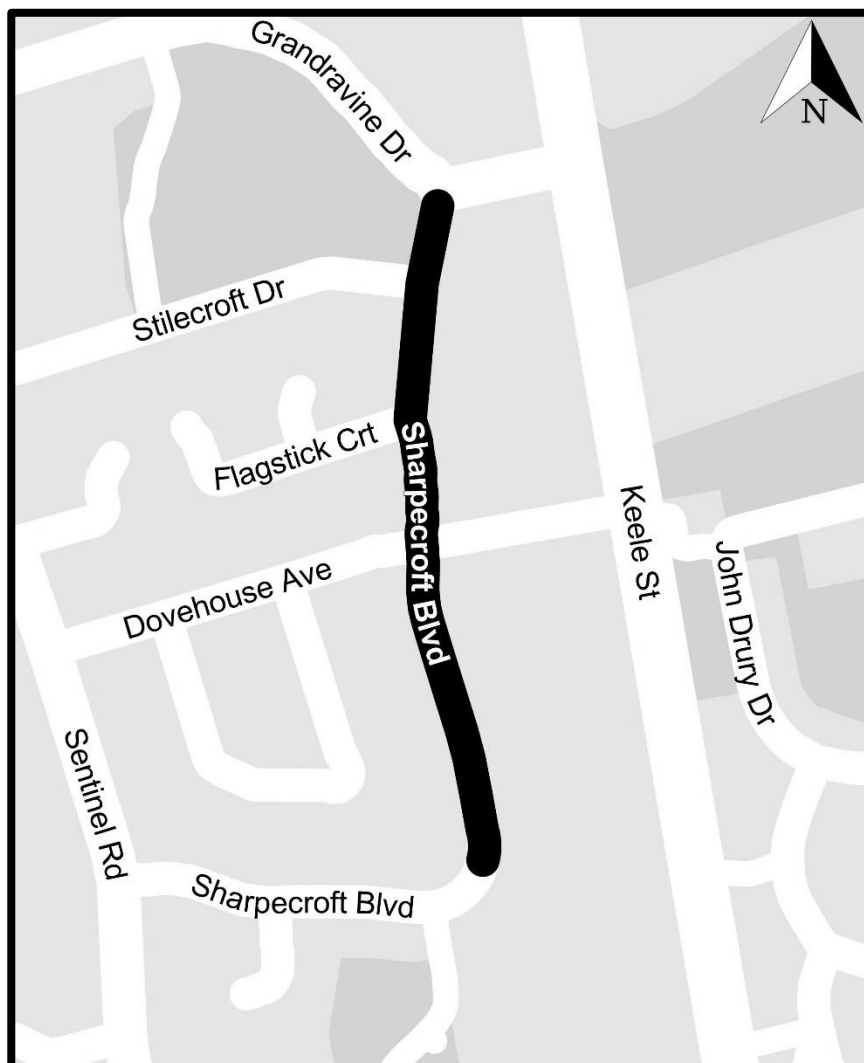 Grandravine Dr
N
Stilecroft Dr
Flagstick Crt
Sharpecroft Blvd
Keele St
Dovehouse Ave
John Drury Dr
Sentinel Rd
Sharpecroft Blvd